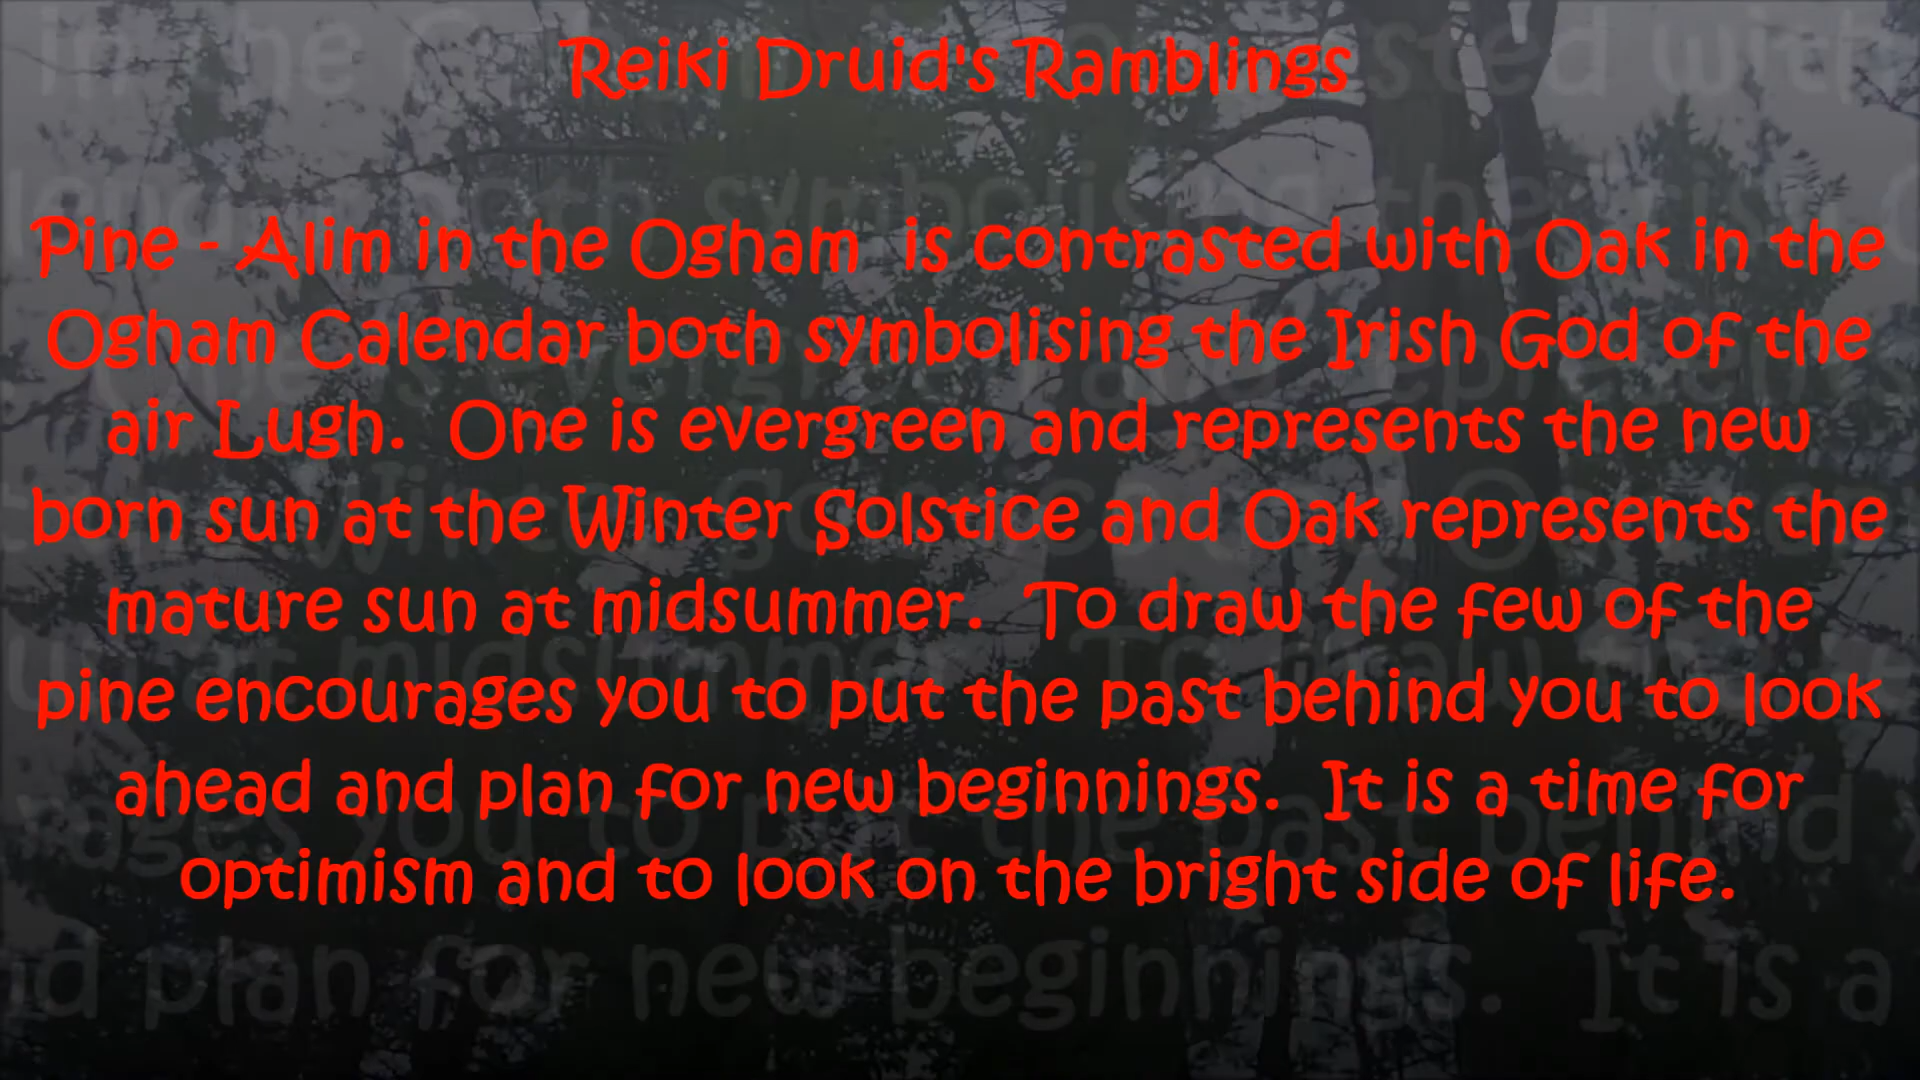 Reiki Druid's Ramblings
Pine - Alim in the Ogham  is contrasted with Oak in the
Ogham Calendar both symbolising the Irish God of the
air Lugh.  One is evergreen and represents the new
born sun at the Winter Solstice and Oak represents the
mature sun at midsummer.  To draw the few of the
pine encourages you to put the past behind you to look
ahead and plan for new beginnings.  It is a time for
optimism and to look on the bright side of life.